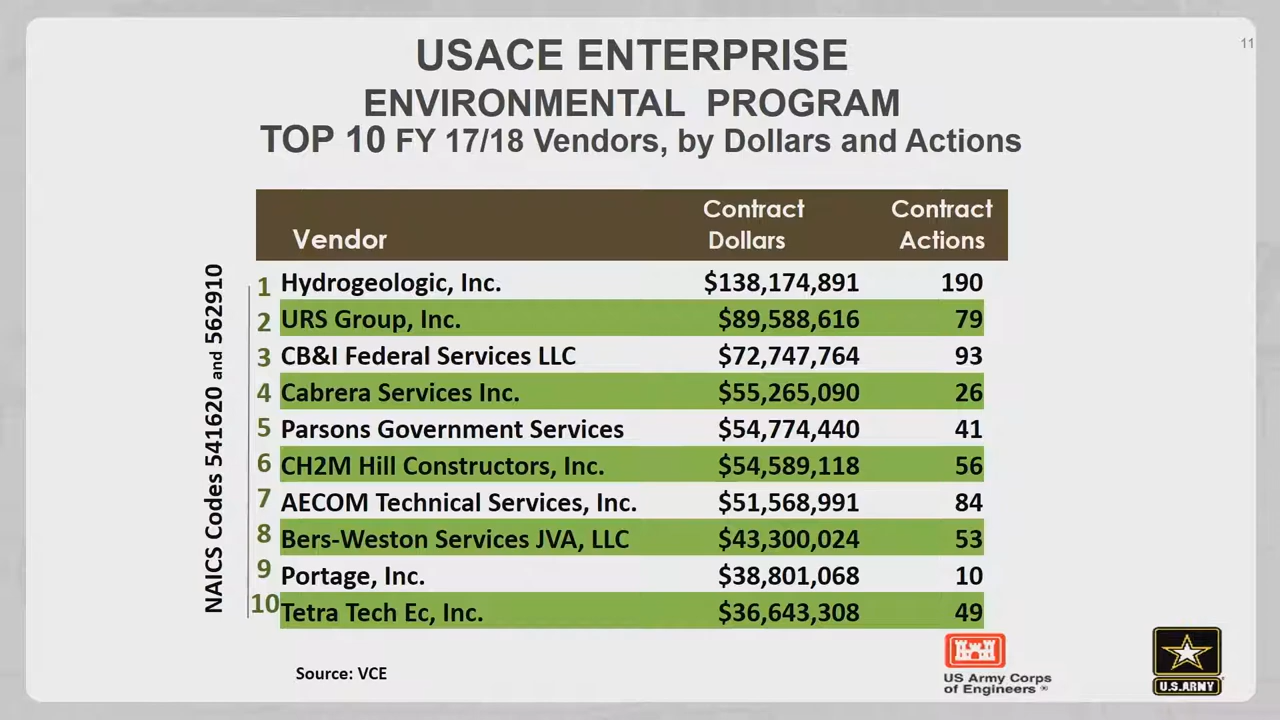 11
USACE ENTERPRISE
ENVIRONMENTAL PROGRAM
TOP 10 FY 17/18 Vendors, by Dollars and Actions
Vendor Contract Dollars Contract Actions
NAICS Codes 541620 and 562910
1 Hydrogeologic, Inc. $138,174,891 190
2 URS Group, Inc. $89,588,616 79
3 CB&I Federal Services LLC $72,747,764 93
4 Cabrera Services Inc. $55,265,090 26
5 Parsons Government Services $54,774,440 41
6 CH2M Hill Constructors, Inc. $54,589,118 56
7 AECOM Technical Services, Inc. $51,568,991 84
8 Bers-Weston Services JVA, LLC $43,300,024 53
9 Portage, Inc. $38,801,068 10
10 Tetra Tech Ec, Inc. $36,643,308 49
Source: VCE
US Army Corps
of Engineers ®
U.S.ARMY